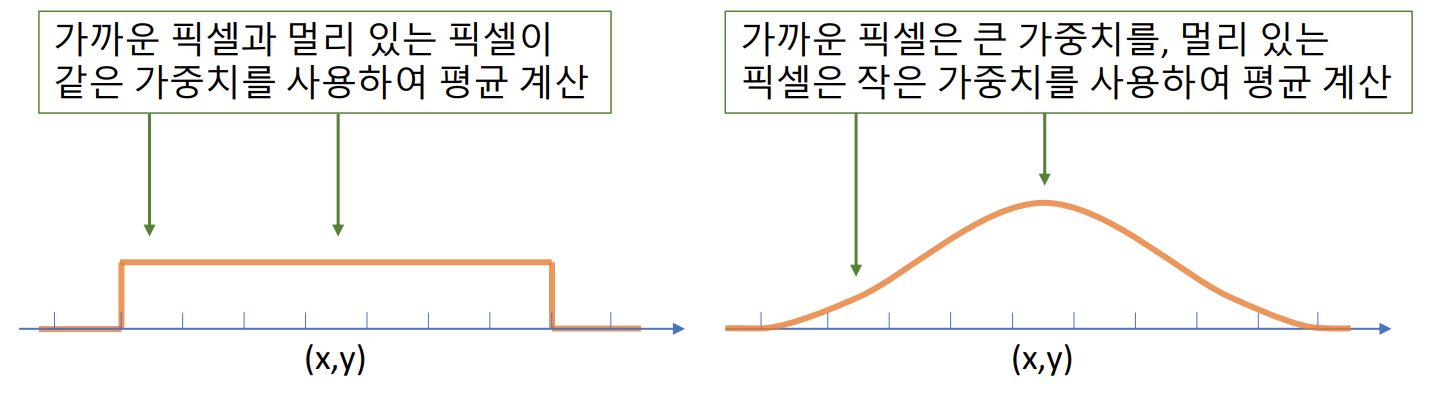 가까운 픽셀과 멀리 있는 픽셀이
같은 가중치를 사용하여 평균 계산
가까운 픽셀은 큰 가중치를, 멀리 있는
픽셀은 작은 가중치를 사용하여 평균 계산
(x,y)
(x,y)